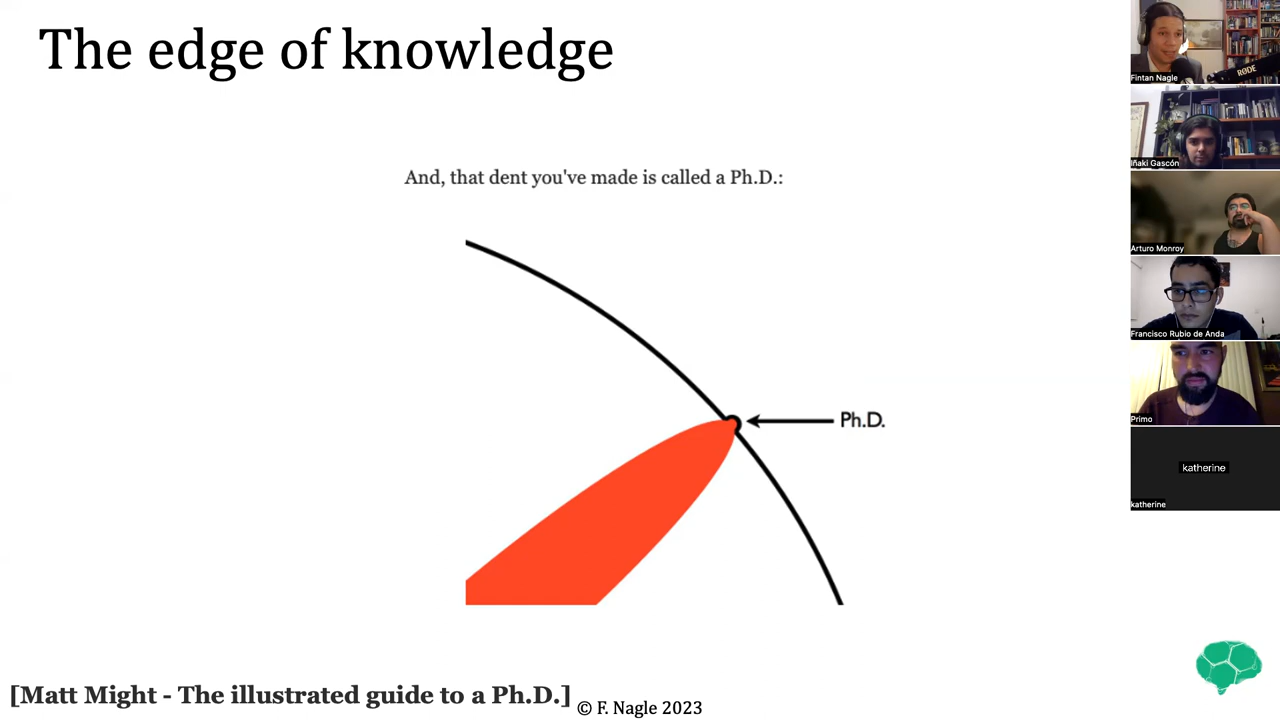 The edge of knowledge
And, that dent you've made is called a Ph.D.:
Ph.D.
[Matt Might - The illustrated guide to a Ph.D.]
© F. Nagle 2023
RØDE
Fintan Nagle
Iñaki Gascón
Arturo Monroy
Francisco Rubio de Anda
Primo
katherine
katherine